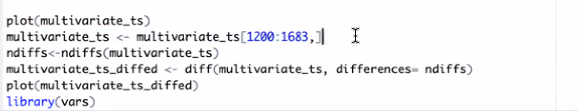 plot(multivariate_ts)
multivariate_ts <- multivariate_ts[1200:1683,]
ndiffs<-ndiffs(multivariate_ts)
multivariate_ts_diffed <- diff(multivariate_ts, differences= ndiffs)
plot(multivariate_ts_diffed)
library(vars)